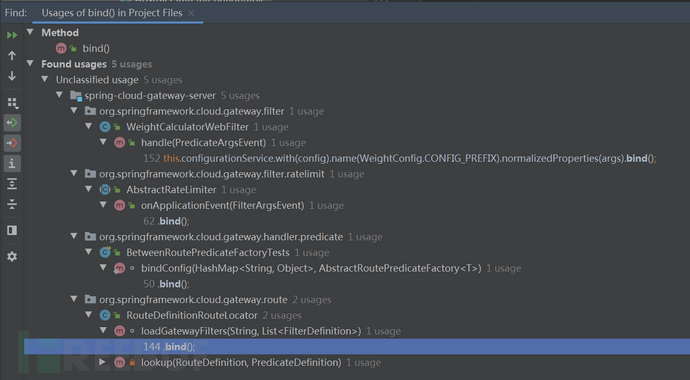 Find: Usages of bind() in Project Files ×
Method
bind()
Found usages 5 usages
Unclassified usage 5 usages
spring-cloud-gateway-server 5 usages
org.springframework.cloud.gateway.filter 1 usage
WeightCalculatorWebFilter 1 usage
handle(PredicateArgsEvent) 1 usage
152 this.configurationService.with(config).name(WeightConfig.CONFIG_PREFIX).normalizedProperties(args).bind();
org.springframework.cloud.gateway.filter.ratelimit 1 usage
AbstractRateLimiter 1 usage
onApplicationEvent(FilterArgsEvent) 1 usage
62 .bind();
org.springframework.cloud.gateway.handler.predicate 1 usage
BetweenRoutePredicateFactoryTests 1 usage
bindConfig(HashMap<String, Object>, AbstractRoutePredicateFactory<T>) 1 usage
50 .bind();
org.springframework.cloud.gateway.route 2 usages
RouteDefinitionRouteLocator 2 usages
loadGatewayFilters(String, List<FilterDefinition>) 1 usage
144 .bind();
lookup(RouteDefinition, PredicateDefinition) 1 usage